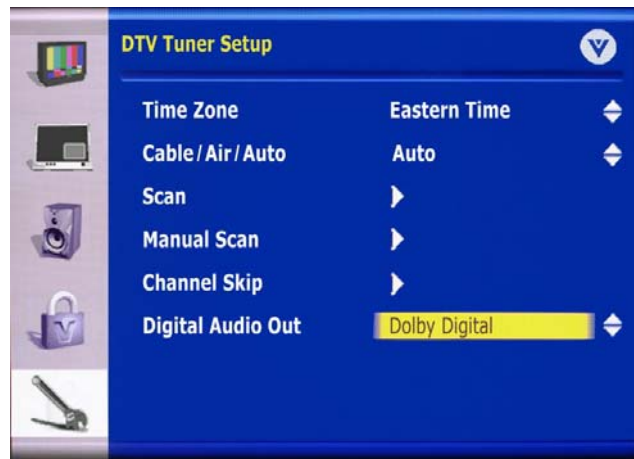 DTV Tuner Setup
V
Time Zone Eastern Time
Cable/Air/Auto Auto
Scan
Manual Scan
Channel Skip
Digital Audio Out Dolby Digital
V